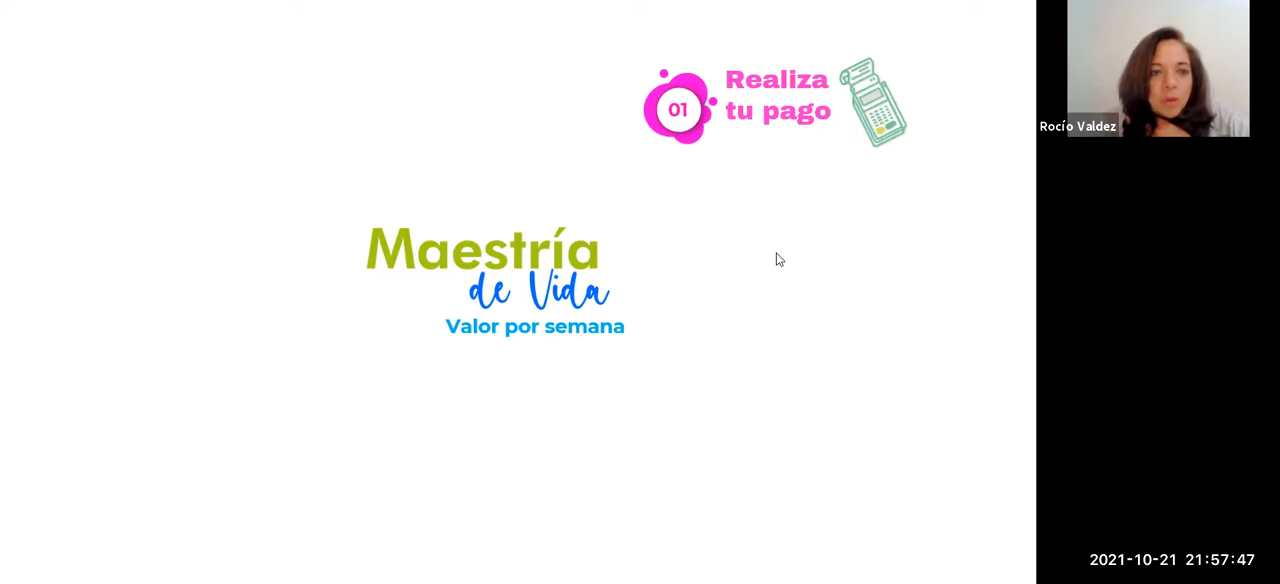 01
Realiza
tu pago
Rocío Valdez
Maestría
de Vida
Valor por semana
2021-10-21 21:57:47